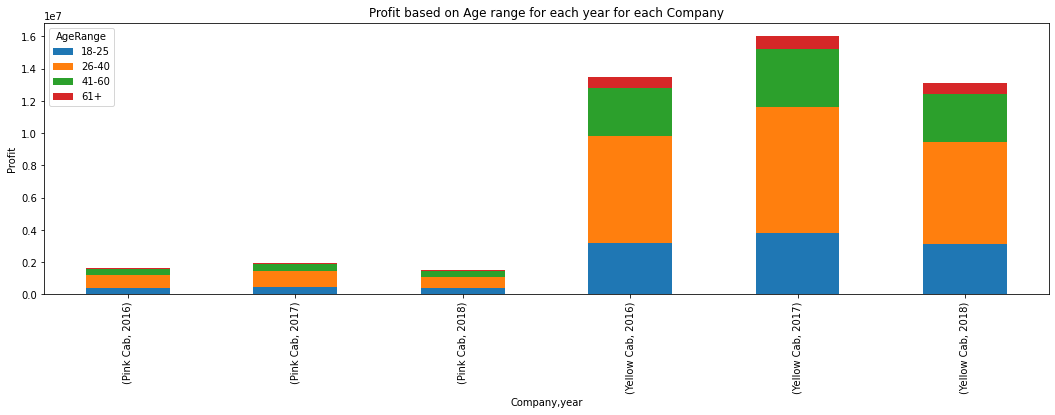 Profit based on Age range for each year for each Company
1e7
AgeRange
18-25
26-40
41-60
61+
1.6
1.4
1.2
1.0
0.8
0.6
0.4
0.2
0.0
Profit
(Pink Cab, 2016)
(Pink Cab, 2017)
(Pink Cab, 2018)
(Yellow Cab, 2016)
(Yellow Cab, 2017)
(Yellow Cab, 2018)
Company,year